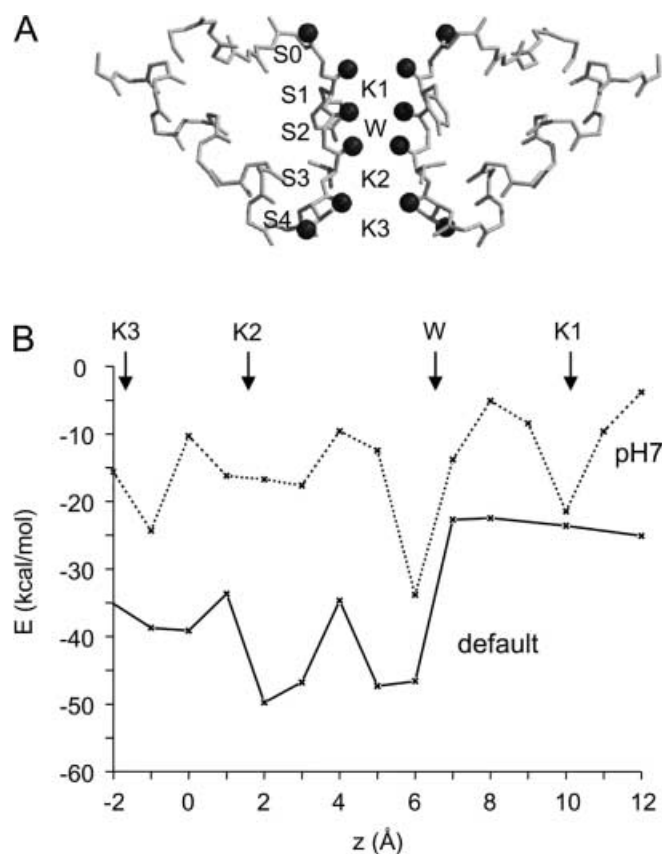 A
S0
S1 K1
S2 W
S3 K2
S4 K3
B
K3 K2 W K1
0
-10
-20
-30
-40
-50
-60
E (kcal/mol)
pH7
default
-2 0 2 4 6 8 10 12
z (Å)